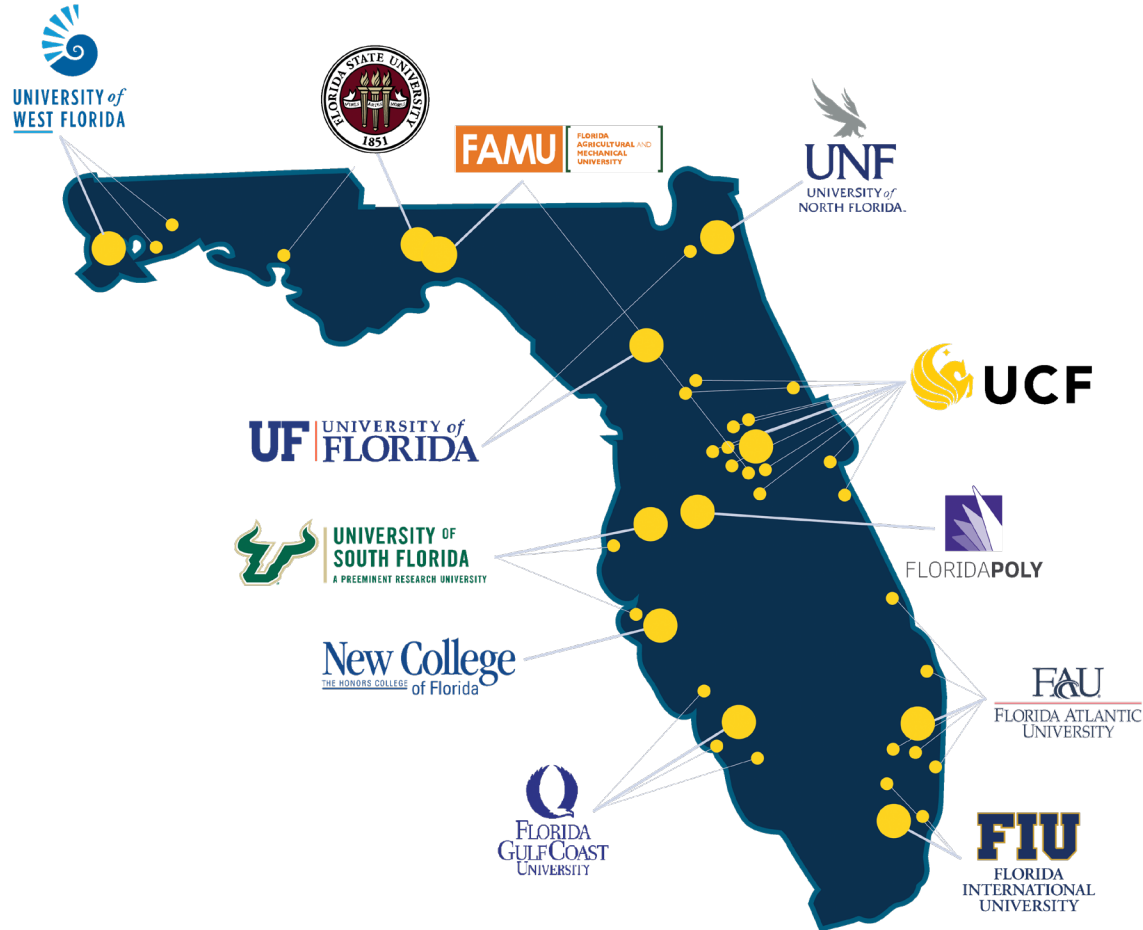 UNIVERSITY of
WEST FLORIDA
FLORIDA STATE UNIVERSITY
1851
FAMU
FLORIDA
AGRICULTURAL AND
MECHANICAL
UNIVERSITY
UNF
UNIVERSITY of
NORTH FLORIDA
UCF
UF
UNIVERSITY of
FLORIDA
UNIVERSITY OF
SOUTH FLORIDA
A PREEMINENT RESEARCH UNIVERSITY
FLORIDAPOLY
New College
THE HONORS COLLEGE
of Florida
FAU
FLORIDA ATLANTIC
UNIVERSITY
FLORIDA
GULF COAST
UNIVERSITY
FIU
FLORIDA
INTERNATIONAL
UNIVERSITY